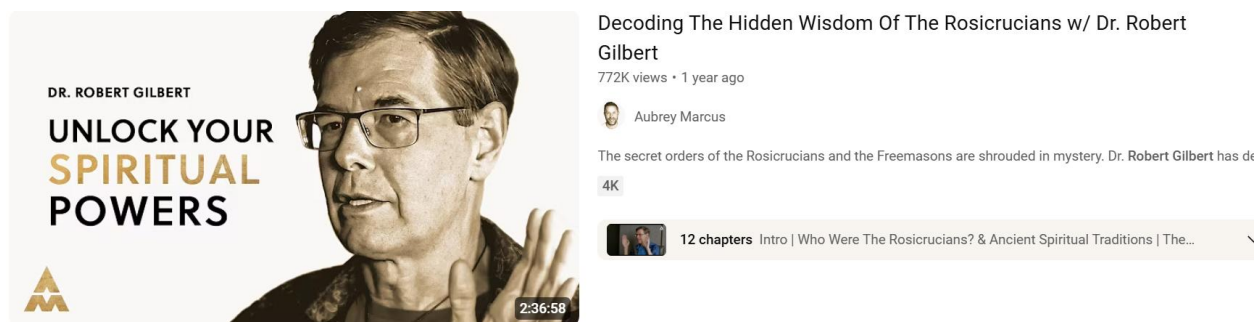 DR. ROBERT GILBERT
UNLOCK YOUR
SPIRITUAL
POWERS
2:36:58
Decoding The Hidden Wisdom Of The Rosicrucians w/ Dr. Robert
Gilbert
772K views • 1 year ago
Aubrey Marcus
The secret orders of the Rosicrucians and the Freemasons are shrouded in mystery. Dr. Robert Gilbert has de
4K
12 chapters Intro | Who Were The Rosicrucians? & Ancient Spiritual Traditions | The...